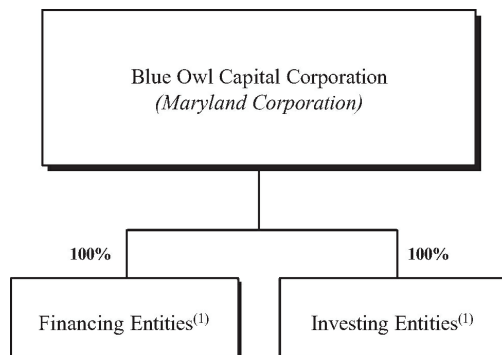 Blue Owl Capital Corporation
(Maryland Corporation)
100%
100%
Financing Entities(1)
Investing Entities(1)